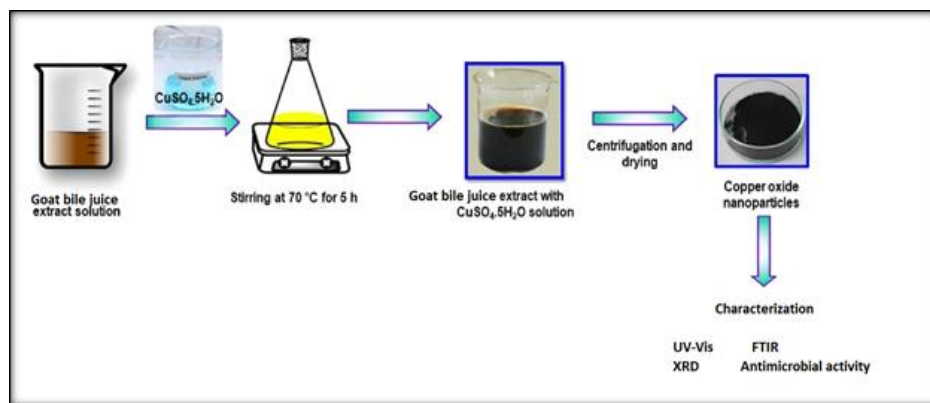 CuSO₄.5H₂O
Goat bile juice
extract solution
Stirring at 70 °C for 5 h
Goat bile juice extract with
CuSO₄.5H₂O solution
Centrifugation and
drying
Copper oxide
nanoparticles
Characterization
UV-Vis FTIR
XRD Antimicrobial activity